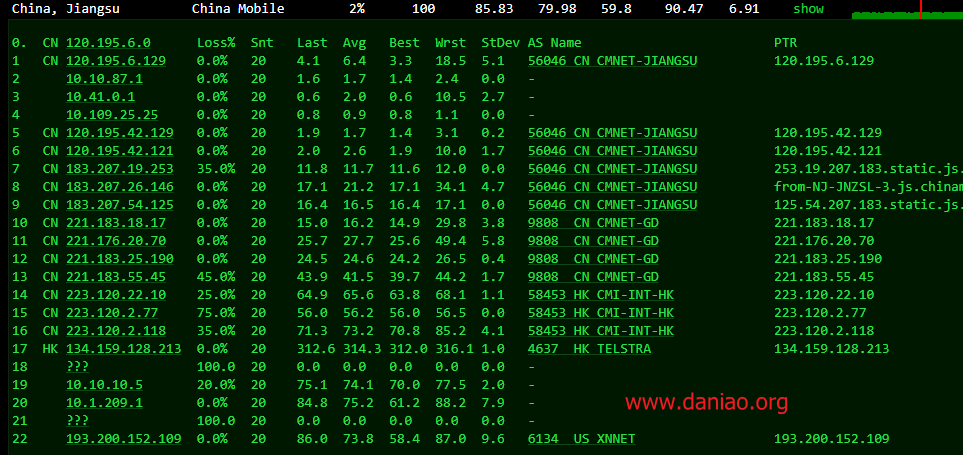 China, Jiangsu China Mobile 2% 100 85.83 79.98 59.8 90.47 6.91 show
0. CN 120.195.6.0 Loss% Snt Last Avg Best Wrst StDev AS Name PTR
1 CN 120.195.6.129 0.0% 20 4.1 6.4 3.3 18.5 5.1 56046 CN CMNET-JIANGSU 120.195.6.129
2 10.10.87.1 0.0% 20 1.6 1.7 1.4 2.4 0.0 -
3 10.41.0.1 0.0% 20 0.6 2.0 0.6 10.5 2.7 -
4 10.109.25.25 0.0% 20 0.8 0.9 0.8 1.1 0.0 -
5 CN 120.195.42.129 0.0% 20 1.9 1.7 1.4 3.1 0.2 56046 CN CMNET-JIANGSU 120.195.42.129
6 CN 120.195.42.121 0.0% 20 2.0 2.6 1.9 10.0 1.7 56046 CN CMNET-JIANGSU 120.195.42.121
7 CN 183.207.19.253 35.0% 20 11.8 11.7 11.6 12.0 0.0 56046 CN CMNET-JIANGSU 253.19.207.183.static.js.
8 CN 183.207.26.146 0.0% 20 17.1 21.2 17.1 34.1 4.7 56046 CN CMNET-JIANGSU from-NJ-JNZSL-3.js.chinam
9 CN 183.207.54.125 0.0% 20 16.4 16.5 16.4 17.1 0.0 56046 CN CMNET-JIANGSU 125.54.207.183.static.js.
10 CN 221.183.18.17 0.0% 20 15.0 16.2 14.9 29.8 3.8 9808 CN CMNET-GD 221.183.18.17
11 CN 221.176.20.70 0.0% 20 25.7 27.7 25.6 49.4 5.8 9808 CN CMNET-GD 221.176.20.70
12 CN 221.183.25.190 0.0% 20 24.5 24.6 24.2 26.5 0.4 9808 CN CMNET-GD 221.183.25.190
13 CN 221.183.55.45 45.0% 20 43.9 41.5 39.7 44.2 1.7 9808 CN CMNET-GD 221.183.55.45
14 CN 223.120.22.10 25.0% 20 64.9 65.6 63.8 68.1 1.1 58453 HK CMI-INT-HK 223.120.22.10
15 CN 223.120.2.77 75.0% 20 56.0 56.2 56.0 56.5 0.0 58453 HK CMI-INT-HK 223.120.2.77
16 CN 223.120.2.118 35.0% 20 71.3 73.2 70.8 85.2 4.1 58453 HK CMI-INT-HK 223.120.2.118
17 HK 134.159.128.213 0.0% 20 312.6 314.3 312.0 316.1 1.0 4637 HK TELSTRA 134.159.128.213
18 ??? 100.0 20 0.0 0.0 0.0 0.0 0.0 -
19 10.10.10.5 20.0% 20 75.1 74.1 70.0 77.5 2.0 -
20 10.1.209.1 0.0% 20 84.8 75.2 61.2 88.2 7.9 -
www.daniao.org
21 ??? 100.0 20 0.0 0.0 0.0 0.0 0.0 -
22 193.200.152.109 0.0% 20 86.0 73.8 58.4 87.0 9.6 6134 US XNNET 193.200.152.109